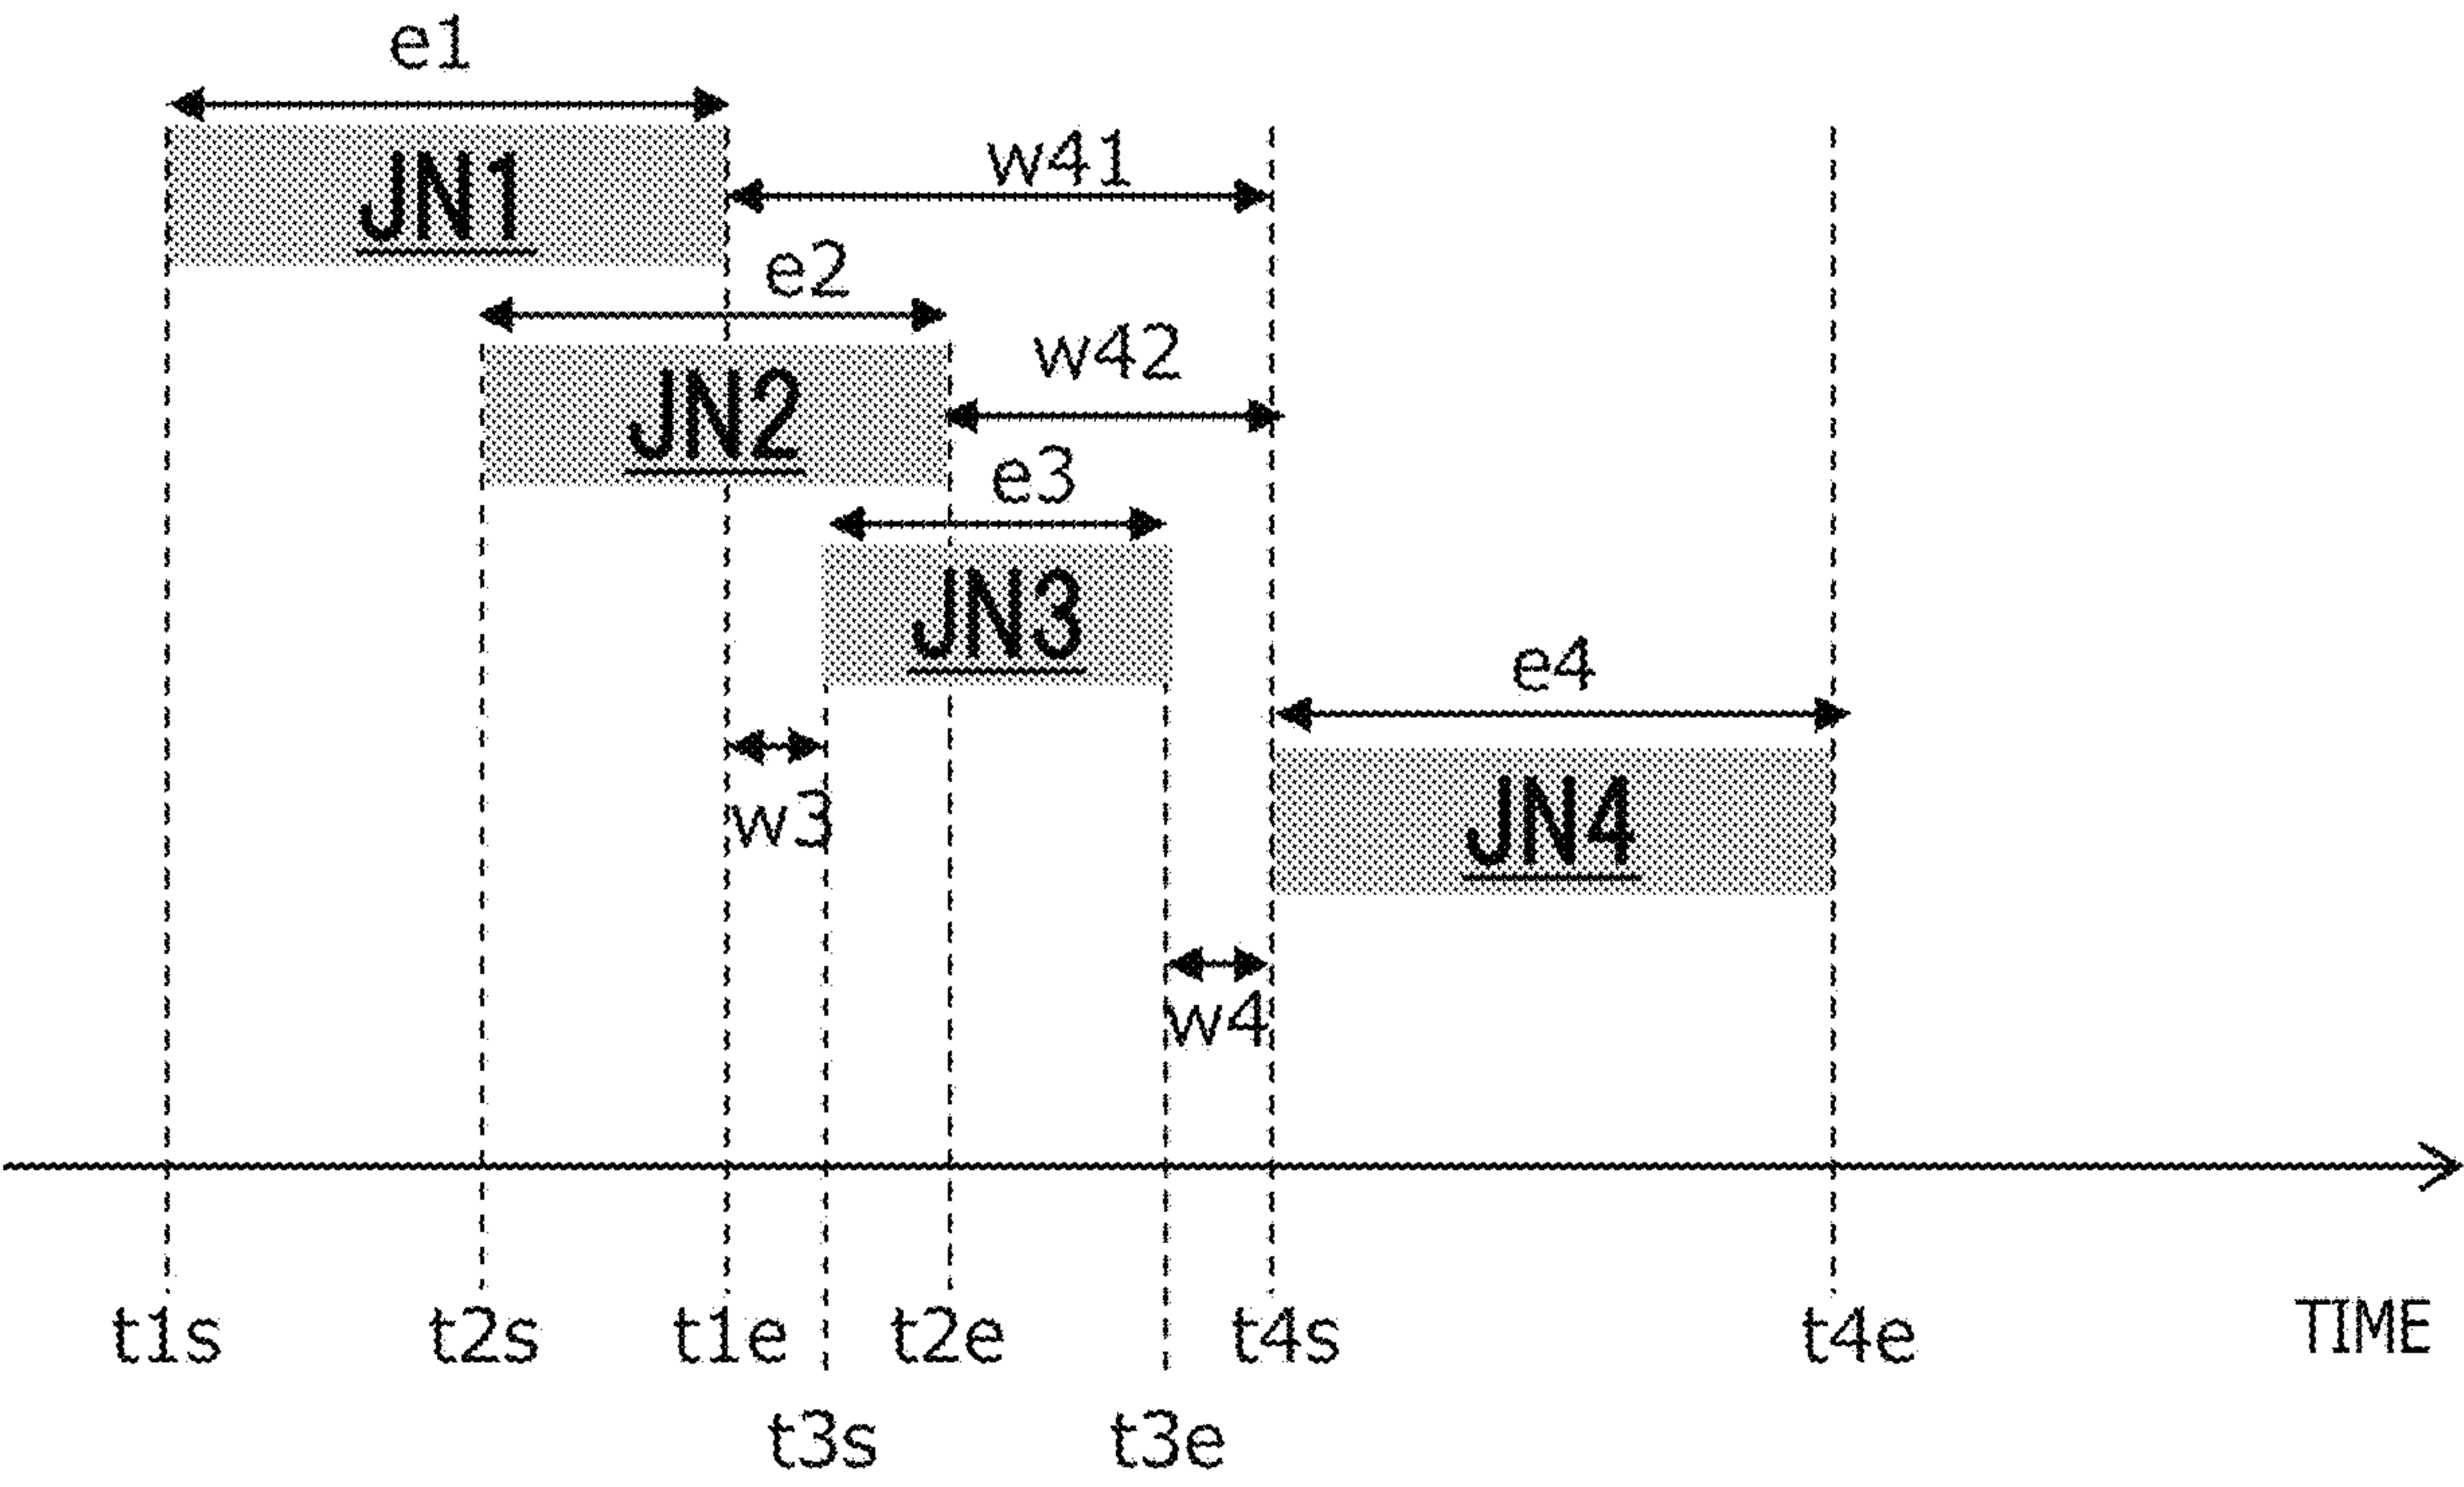 e1
JN1
w41
e2
JN2
w42
e3
JN3
w3
e4
JN4
w4
t1s t2s t1e t2e t4s t4e TIME
t3s t3e